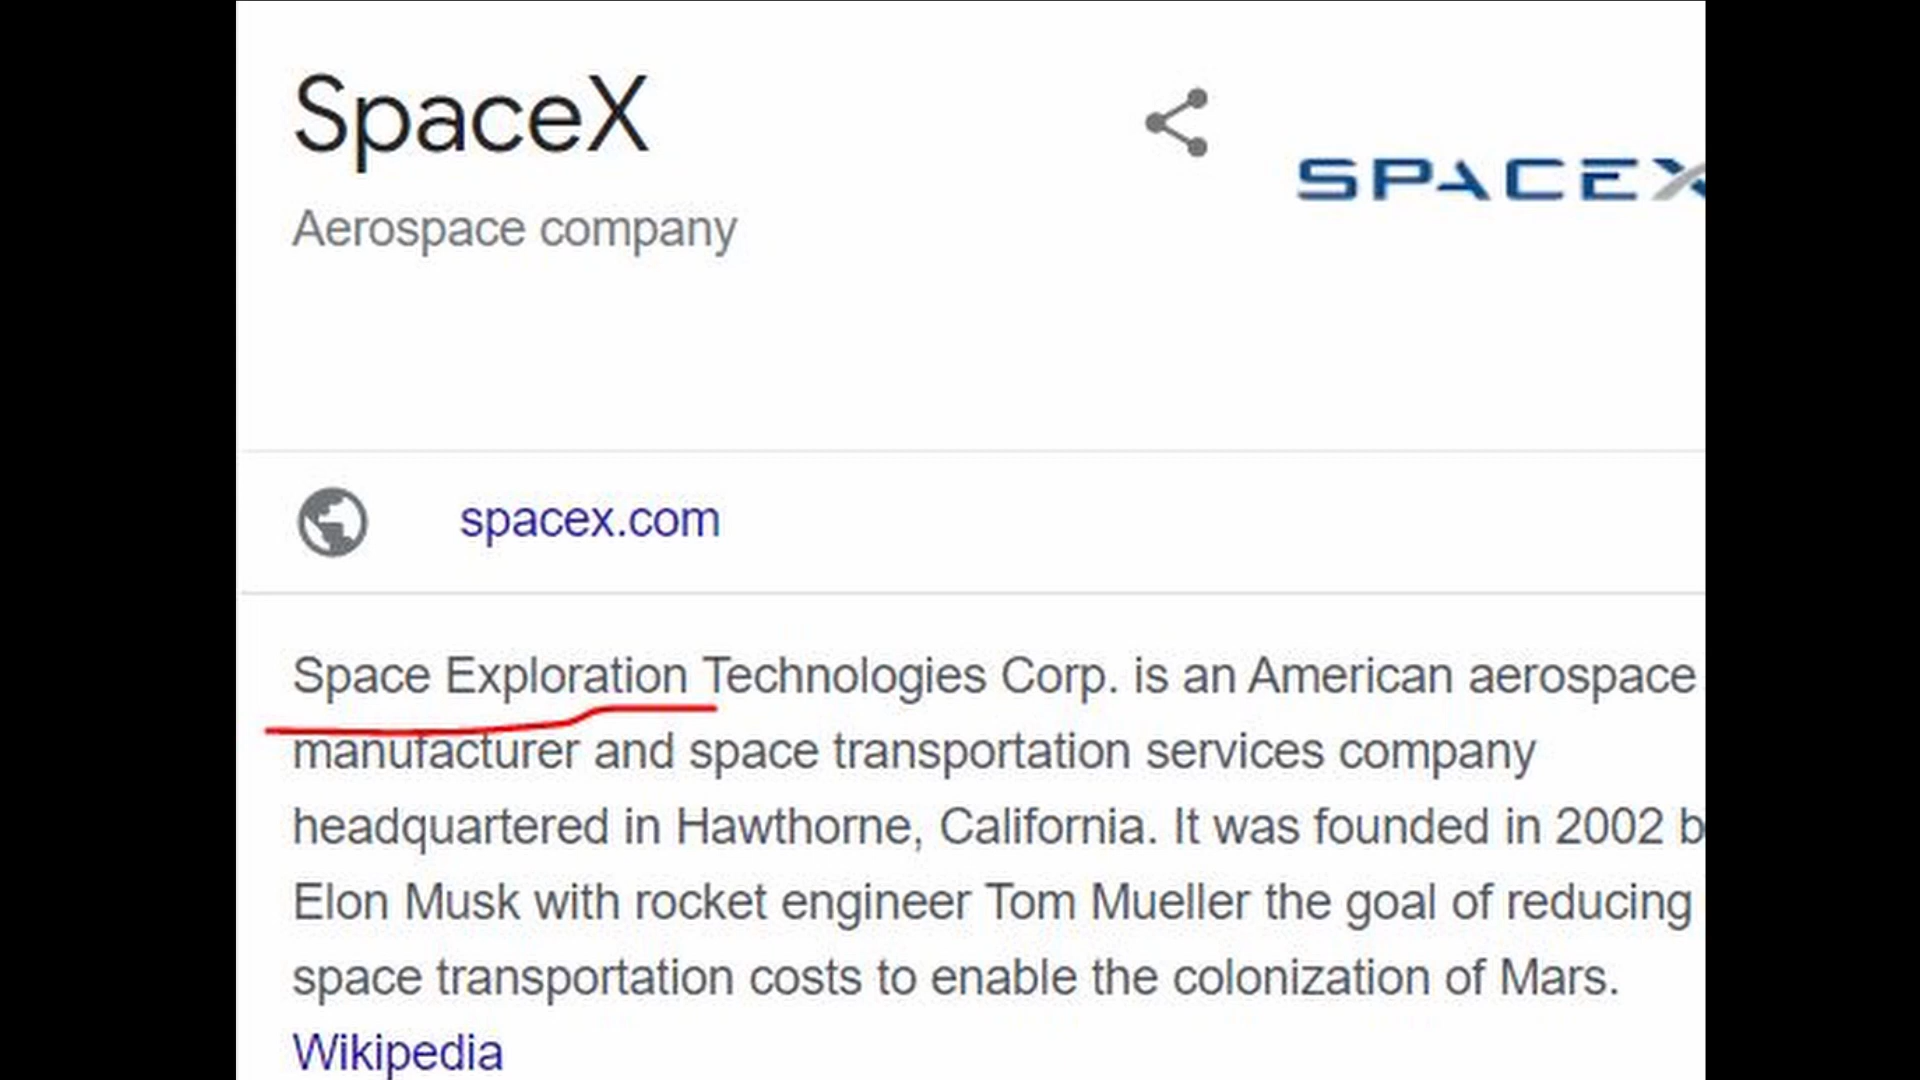 SpaceX
SPACEX
Aerospace company
spacex.com
Space Exploration Technologies Corp. is an American aerospace
manufacturer and space transportation services company
headquartered in Hawthorne, California. It was founded in 2002 b
Elon Musk with rocket engineer Tom Mueller the goal of reducing
space transportation costs to enable the colonization of Mars.
Wikipedia